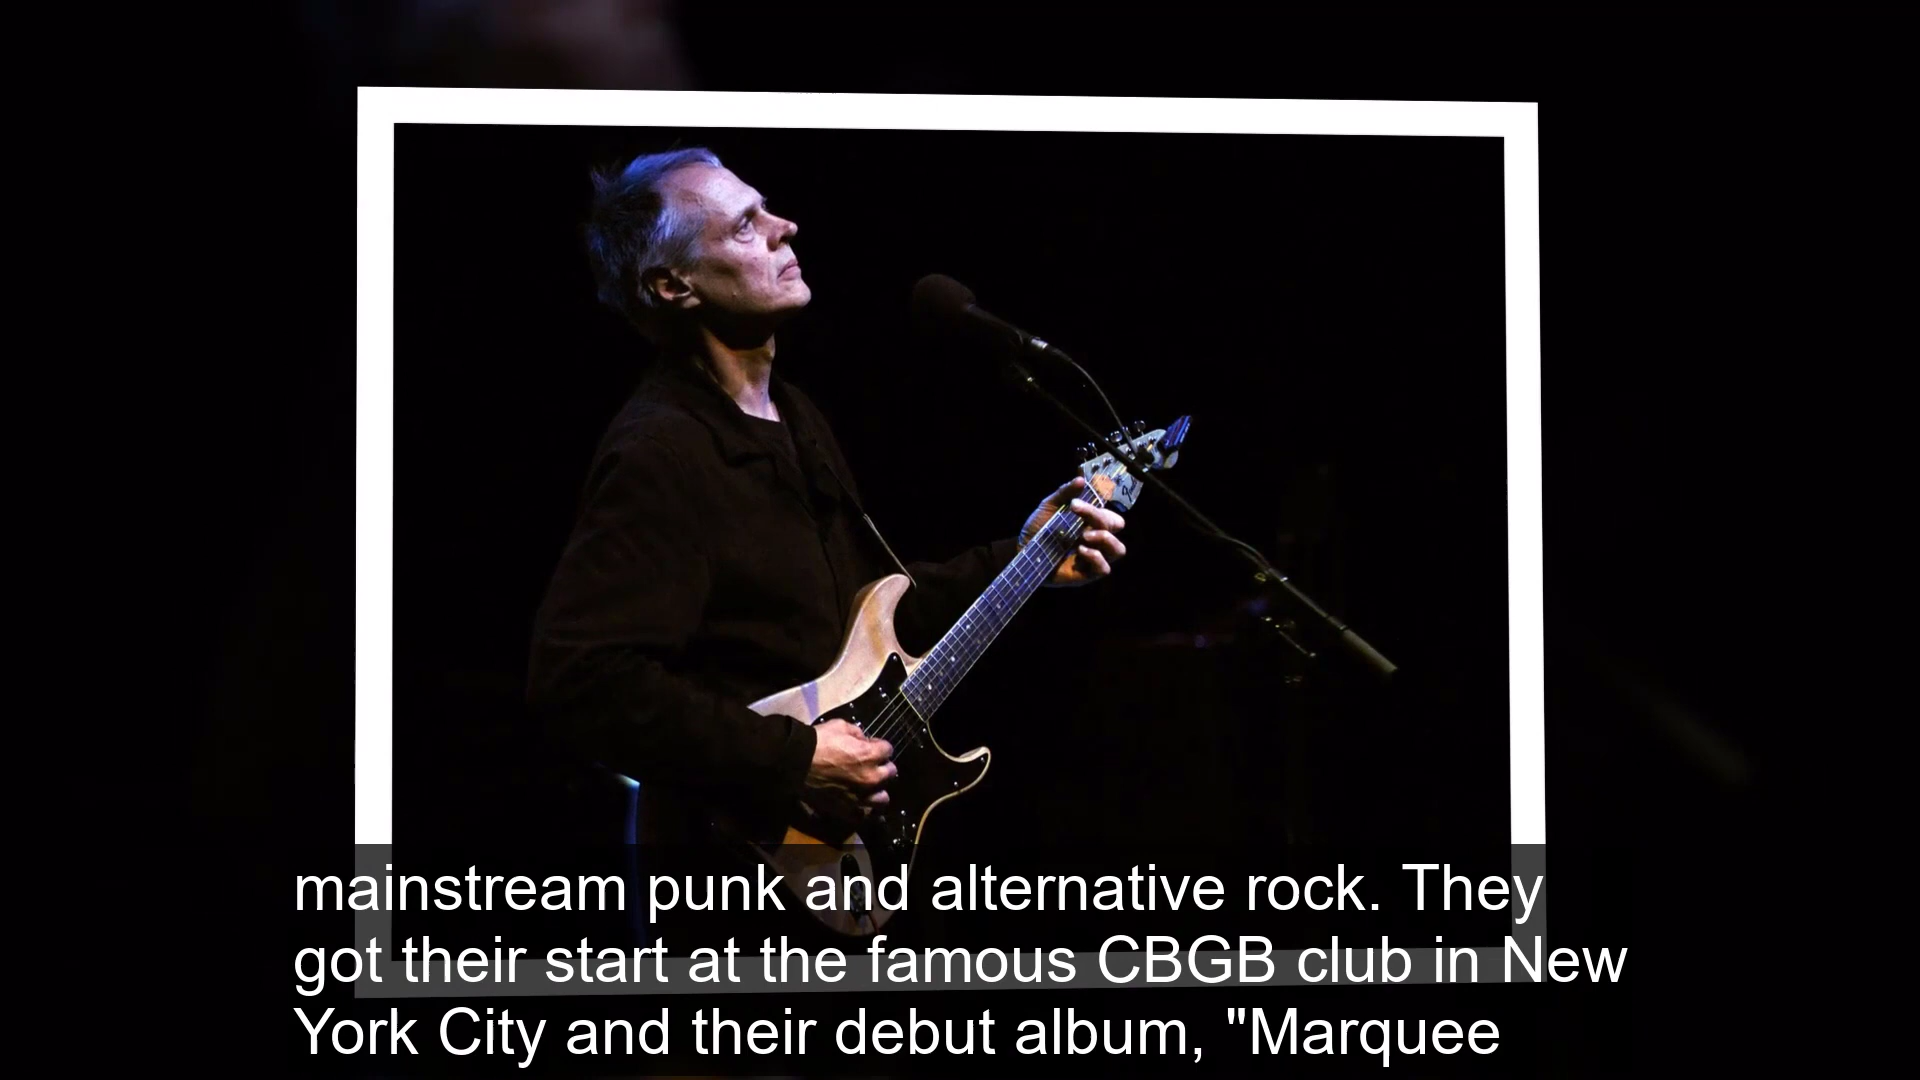 mainstream punk and alternative rock. They
got their start at the famous CBGB club in New
York City and their debut album, "Marquee